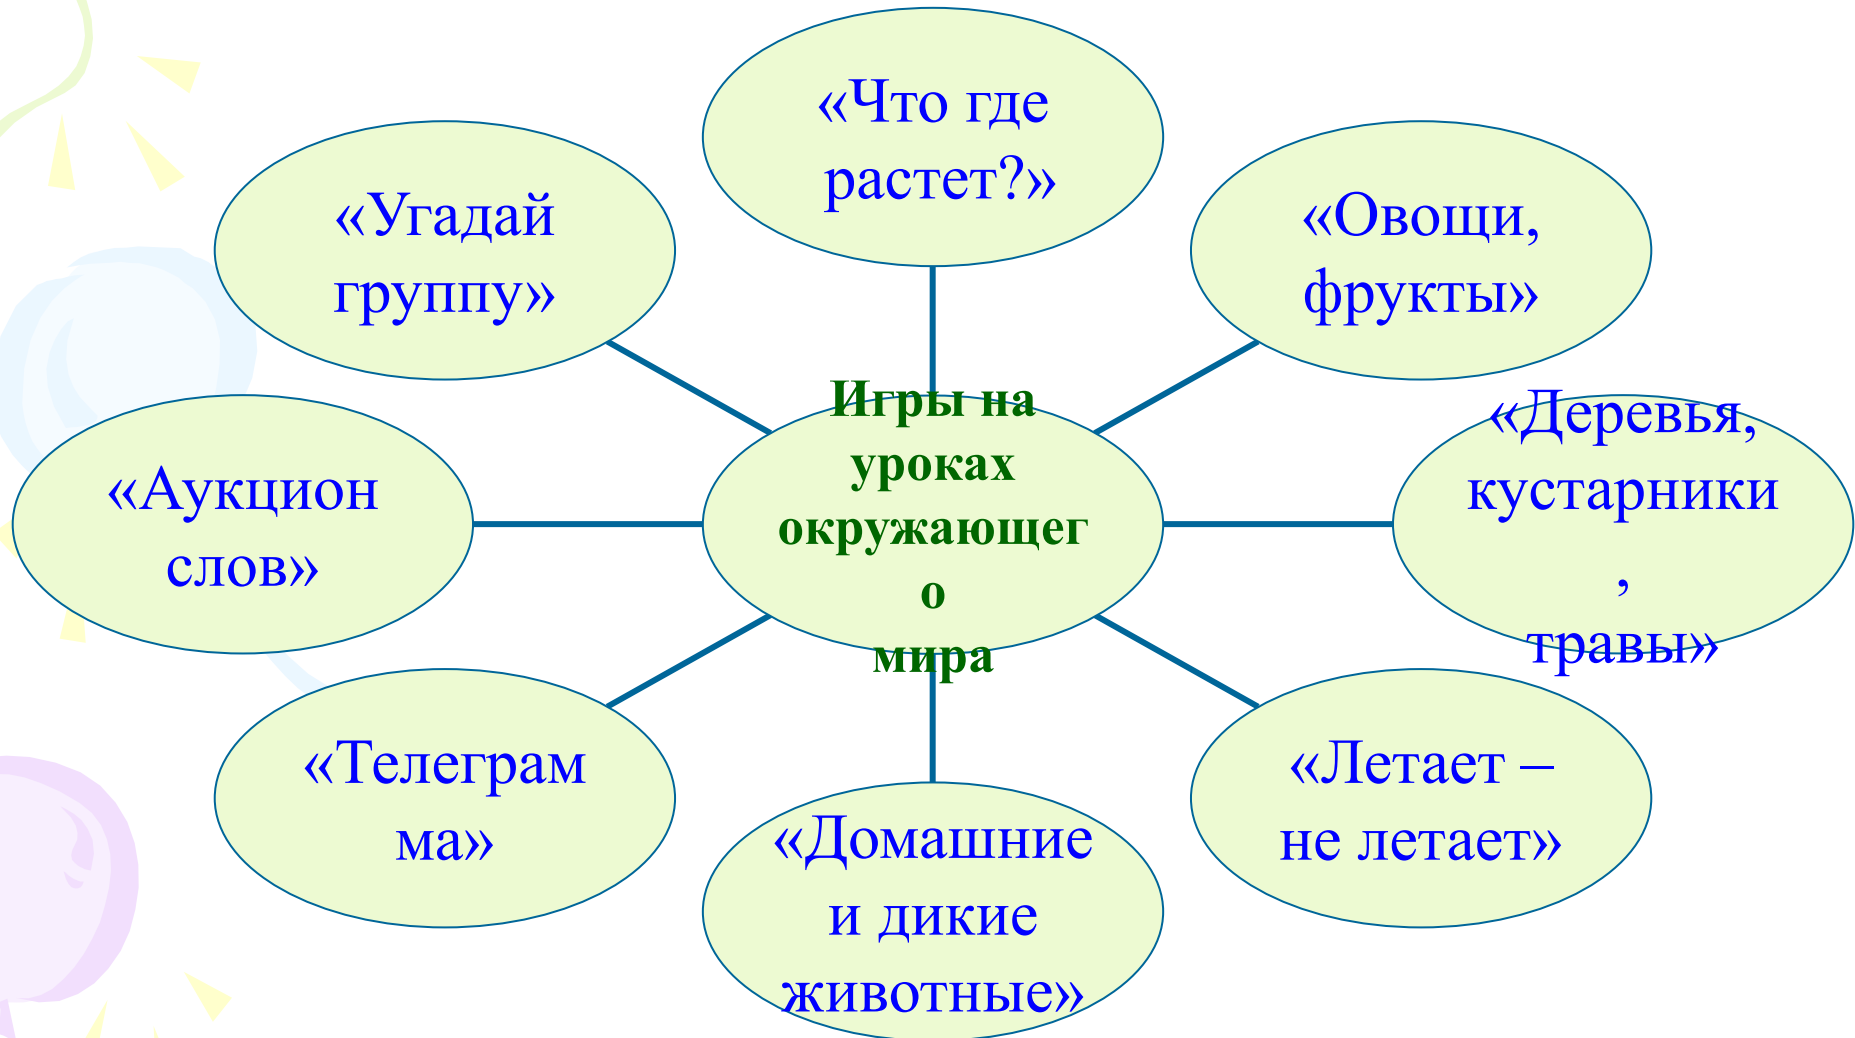 «Что где
растет?»
«Угадай
группу»
«Овощи,
фрукты»
«Аукцион
слов»
Игры на
уроках
окружающег
о
мира
«Деревья,
кустарники
,
травы»
«Телеграм
ма»
«Домашние
и дикие
животные»
«Летает –
не летает»